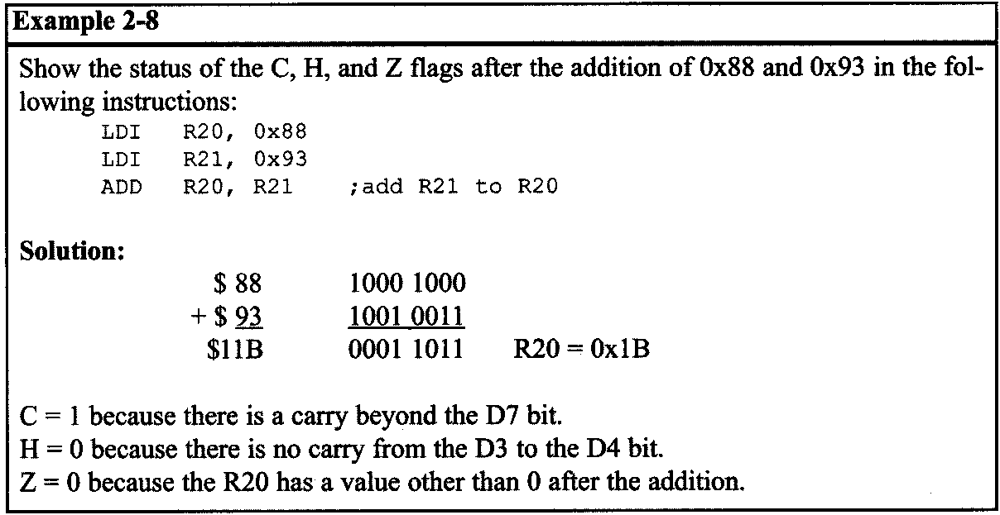 Example 2-8
Show the status of the C, H, and Z flags after the addition of 0x88 and 0x93 in the fol-
lowing instructions:
LDI R20, 0x88
LDI R21, 0x93
ADD R20, R21 ;add R21 to R20
Solution:
$ 88 1000 1000
+ $ 93 1001 0011
$11B 0001 1011 R20 = 0x1B
C = 1 because there is a carry beyond the D7 bit.
H = 0 because there is no carry from the D3 to the D4 bit.
Z = 0 because the R20 has a value other than 0 after the addition.